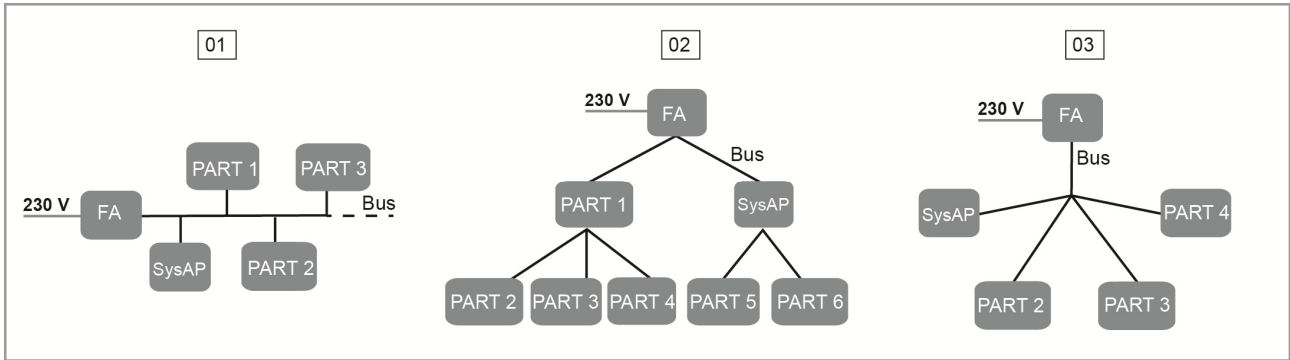 01
PART 1
PART 3
230 V
FA
Bus
SysAP
PART 2
02
230 V
FA
Bus
PART 1
SysAP
PART 2
PART 3
PART 4
PART 5
PART 6
03
230 V
FA
Bus
SysAP
PART 4
PART 2
PART 3